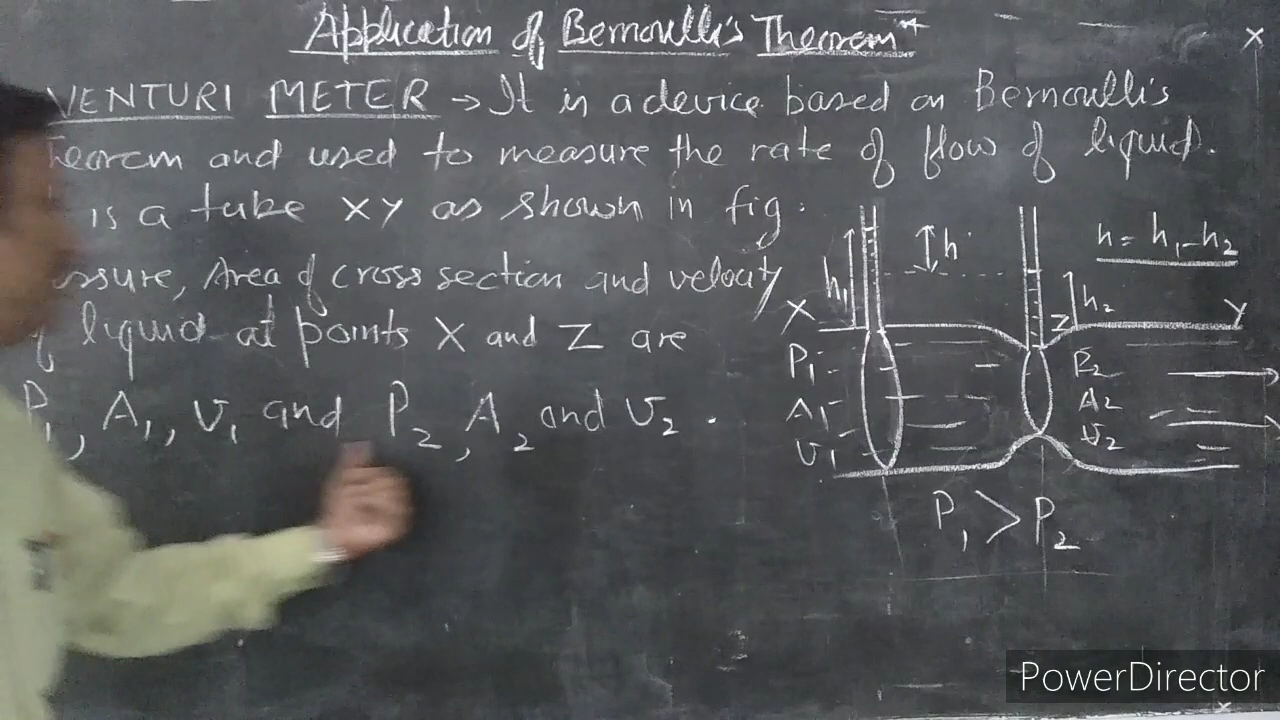 Application of Bernoulli's Theorem
VENTURI METER → It is a device based on Bernoulli's
heorem and used to measure the rate of flow of liquid.
is a tube XY as shown in fig.
ssure, Area of cross section and velocity
of liquid at points X and Z are
P₁, A₁, v₁ and P₂, A₂ and v₂.
h
h = h₁ - h₂
h₁
h₂
X
Z
Y
P₁
P₂
A₁
A₂
v₁
v₂
P₁ > P₂
X
PowerDirector